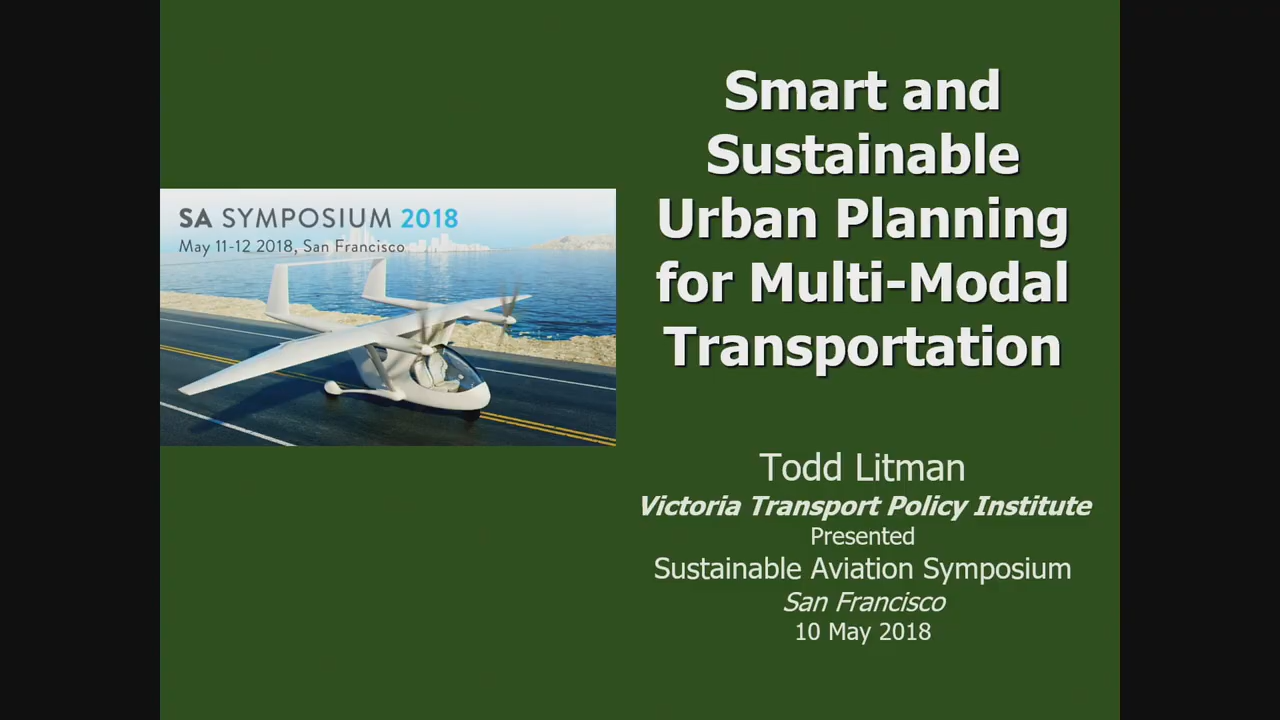 SA SYMPOSIUM 2018
May 11-12 2018, San Francisco
Smart and
Sustainable
Urban Planning
for Multi-Modal
Transportation
Todd Litman
Victoria Transport Policy Institute
Presented
Sustainable Aviation Symposium
San Francisco
10 May 2018